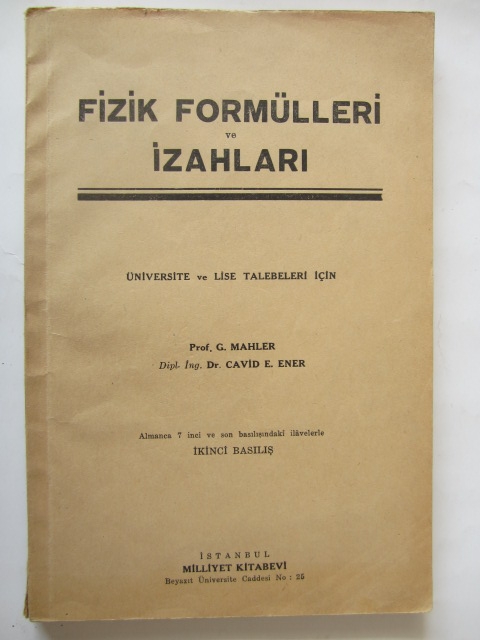 FİZİK FORMÜLLERİ
ve
İZAHLARI
ÜNİVERSİTE ve LİSE TALEBELERİ İÇİN
Prof. G. MAHLER
Dipl- İng. Dr. CAVİD E. ENER
Almanca 7 inci ve son basılışındaki ilâvelerle
İKİNCİ BASILIŞ
İSTANBUL
MİLLİYET KİTABEVİ
Beyazıt Üniversite Caddesi No : 25